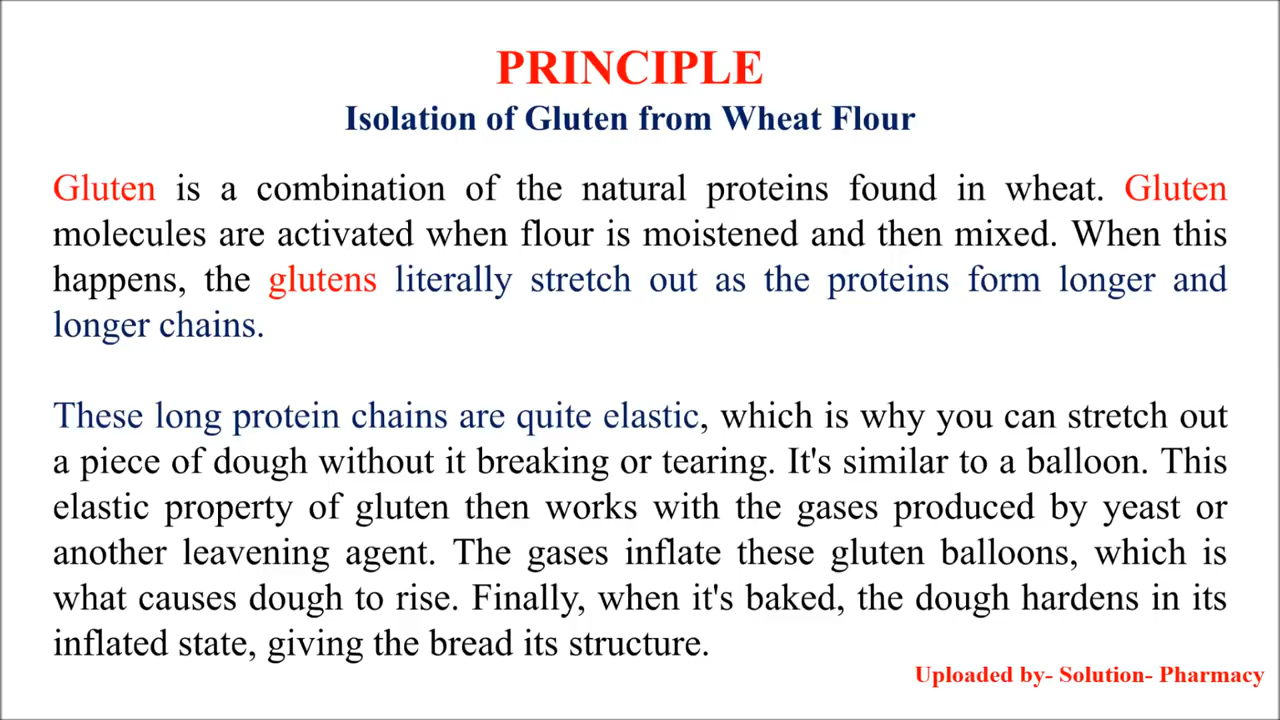 PRINCIPLE
Isolation of Gluten from Wheat Flour
Gluten is a combination of the natural proteins found in wheat. Gluten
molecules are activated when flour is moistened and then mixed. When this
happens, the glutens literally stretch out as the proteins form longer and
longer chains.
These long protein chains are quite elastic, which is why you can stretch out
a piece of dough without it breaking or tearing. It's similar to a balloon. This
elastic property of gluten then works with the gases produced by yeast or
another leavening agent. The gases inflate these gluten balloons, which is
what causes dough to rise. Finally, when it's baked, the dough hardens in its
inflated state, giving the bread its structure.
Uploaded by- Solution- Pharmacy